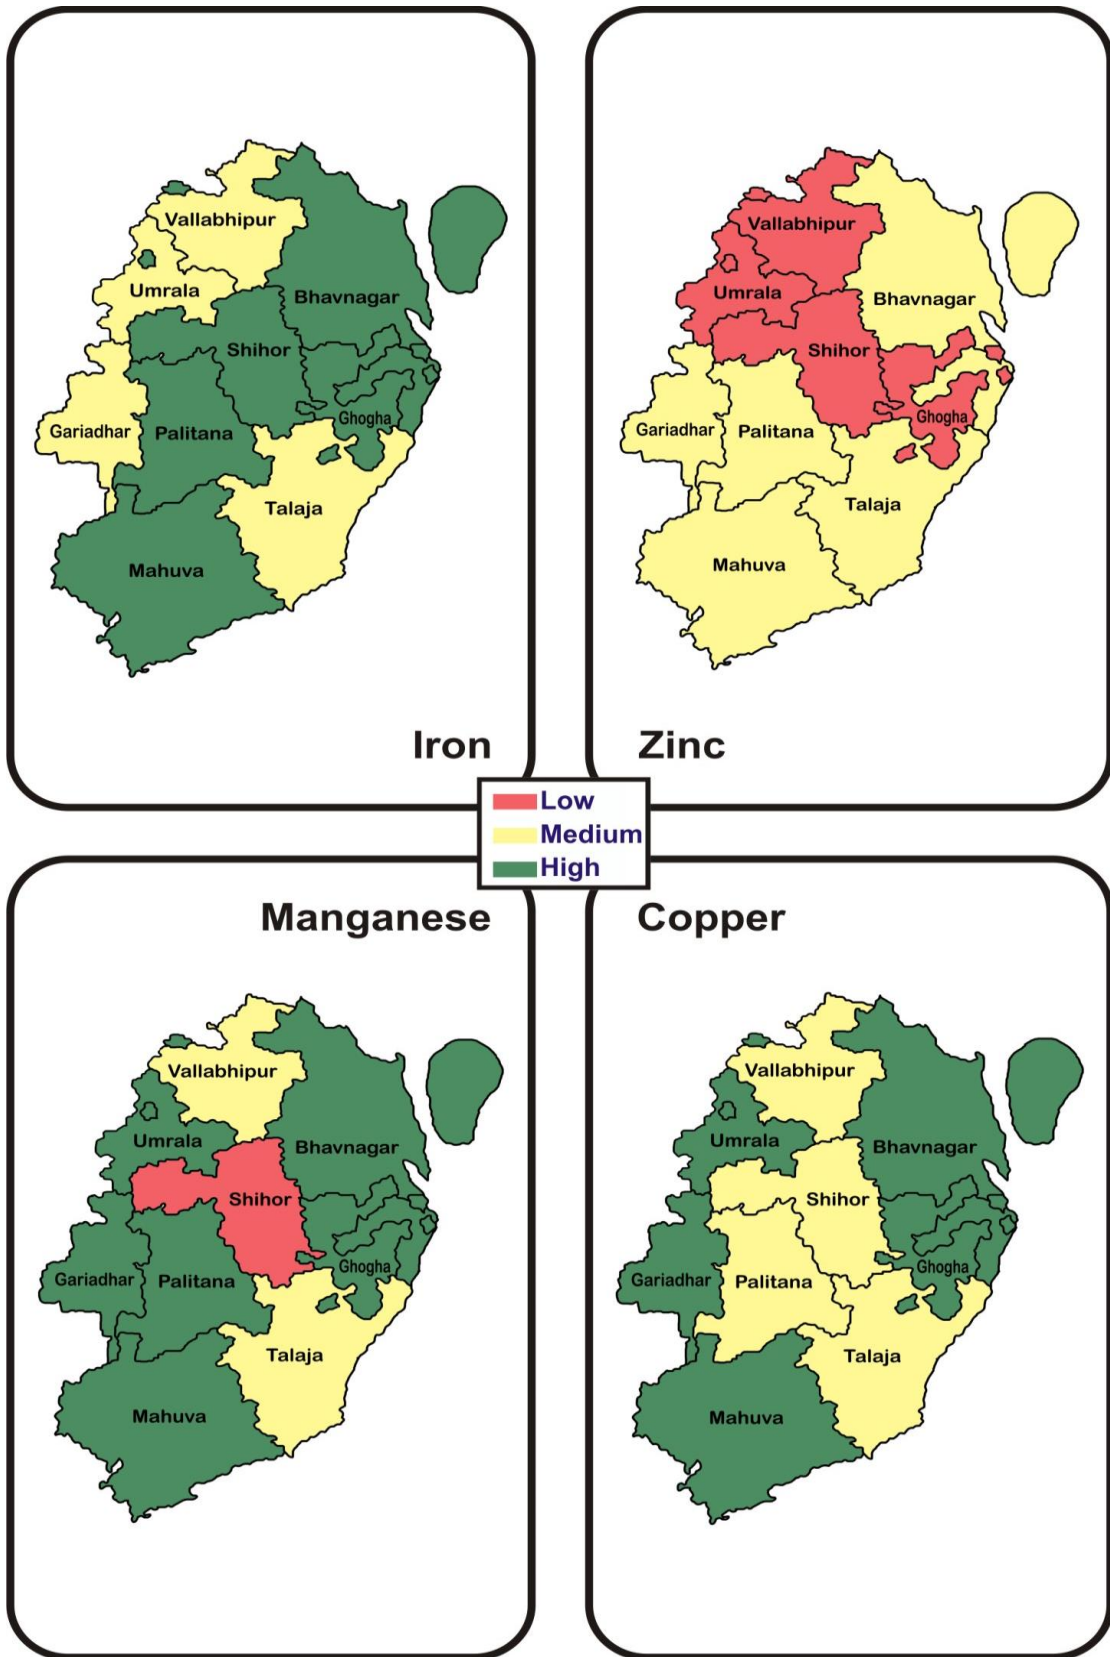 Vallabhipur
Umrala
Bhavnagar
Shihor
Ghogha
Gariadhar
Palitana
Talaja
Mahuva
Iron
Vallabhipur
Umrala
Bhavnagar
Shihor
Ghogha
Gariadhar
Palitana
Talaja
Mahuva
Zinc
Low
Medium
High
Manganese
Vallabhipur
Umrala
Bhavnagar
Shihor
Ghogha
Gariadhar
Palitana
Talaja
Mahuva
Copper
Vallabhipur
Umrala
Bhavnagar
Shihor
Ghogha
Gariadhar
Palitana
Talaja
Mahuva